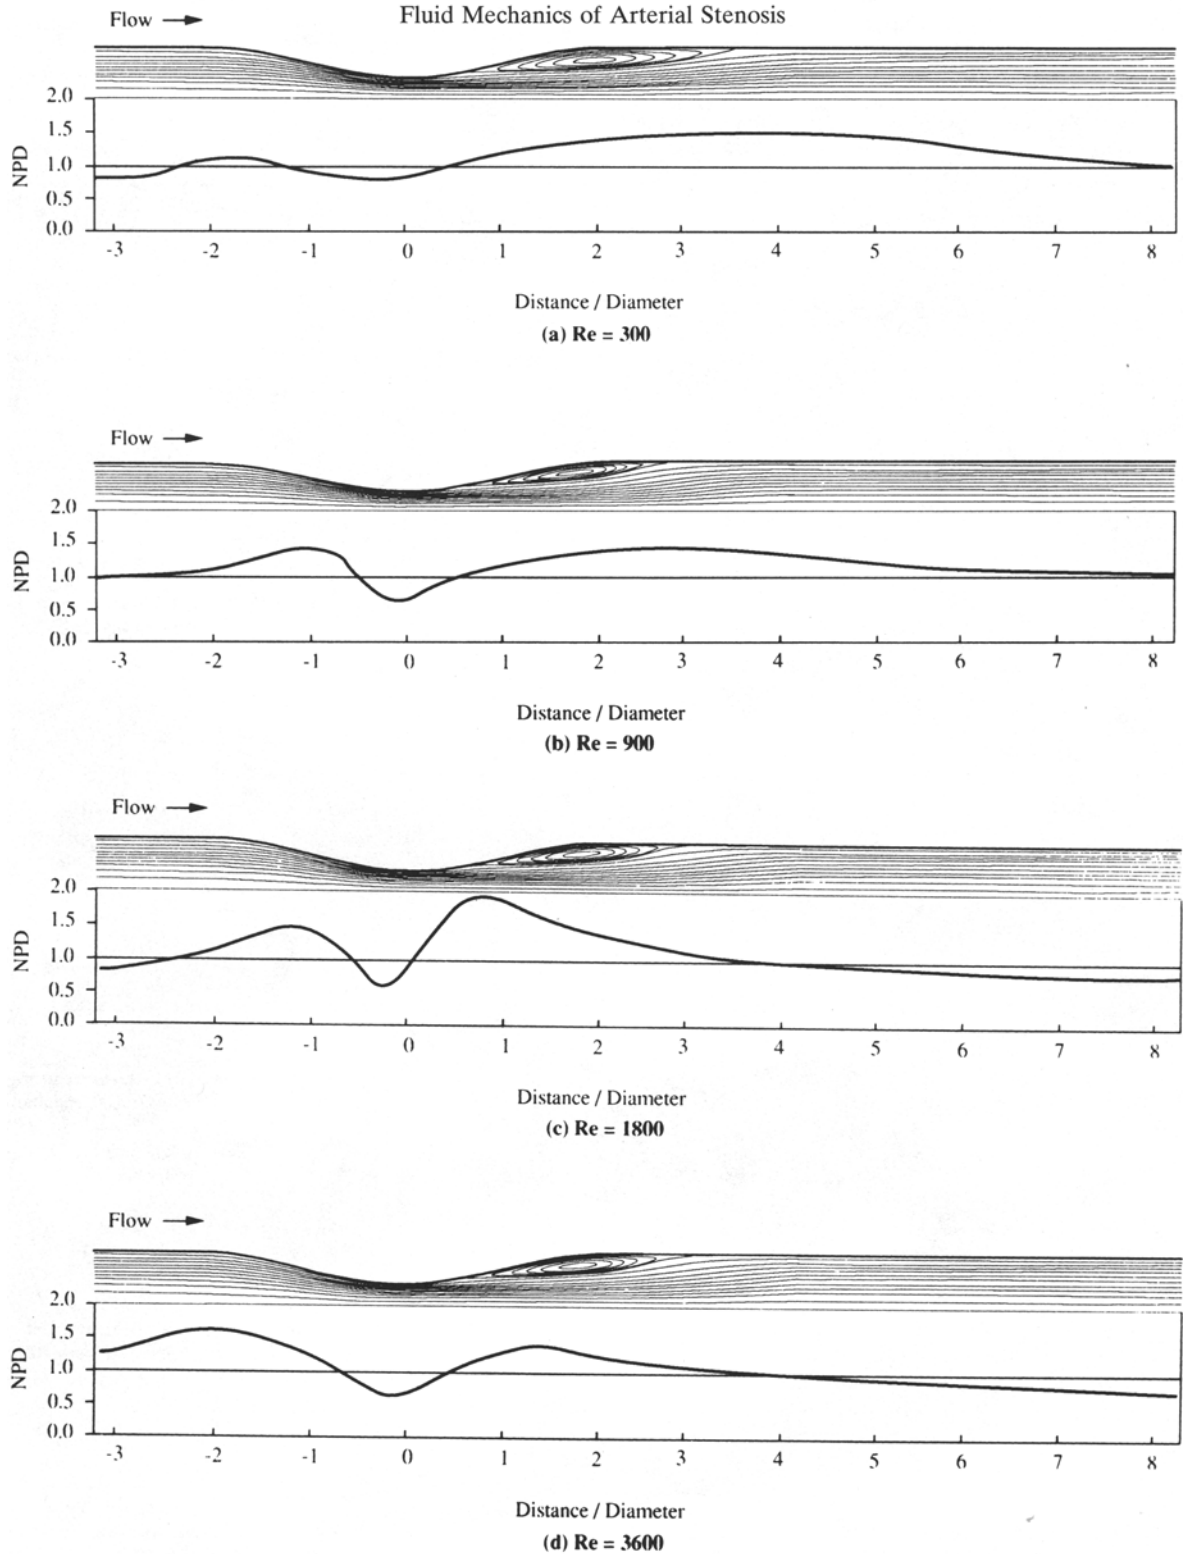 Fluid Mechanics of Arterial Stenosis
Flow
2.0
1.5
NPD
1.0
0.5
0.0
-3 -2 -1 0 1 2 3 4 5 6 7 8
Distance / Diameter
(a) Re = 300
Flow
2.0
1.5
NPD
1.0
0.5
0.0
-3 -2 -1 0 1 2 3 4 5 6 7 8
Distance / Diameter
(b) Re = 900
Flow
2.0
1.5
NPD
1.0
0.5
0.0
-3 -2 -1 0 1 2 3 4 5 6 7 8
Distance / Diameter
(c) Re = 1800
Flow
2.0
1.5
NPD
1.0
0.5
0.0
-3 -2 -1 0 1 2 3 4 5 6 7 8
Distance / Diameter
(d) Re = 3600